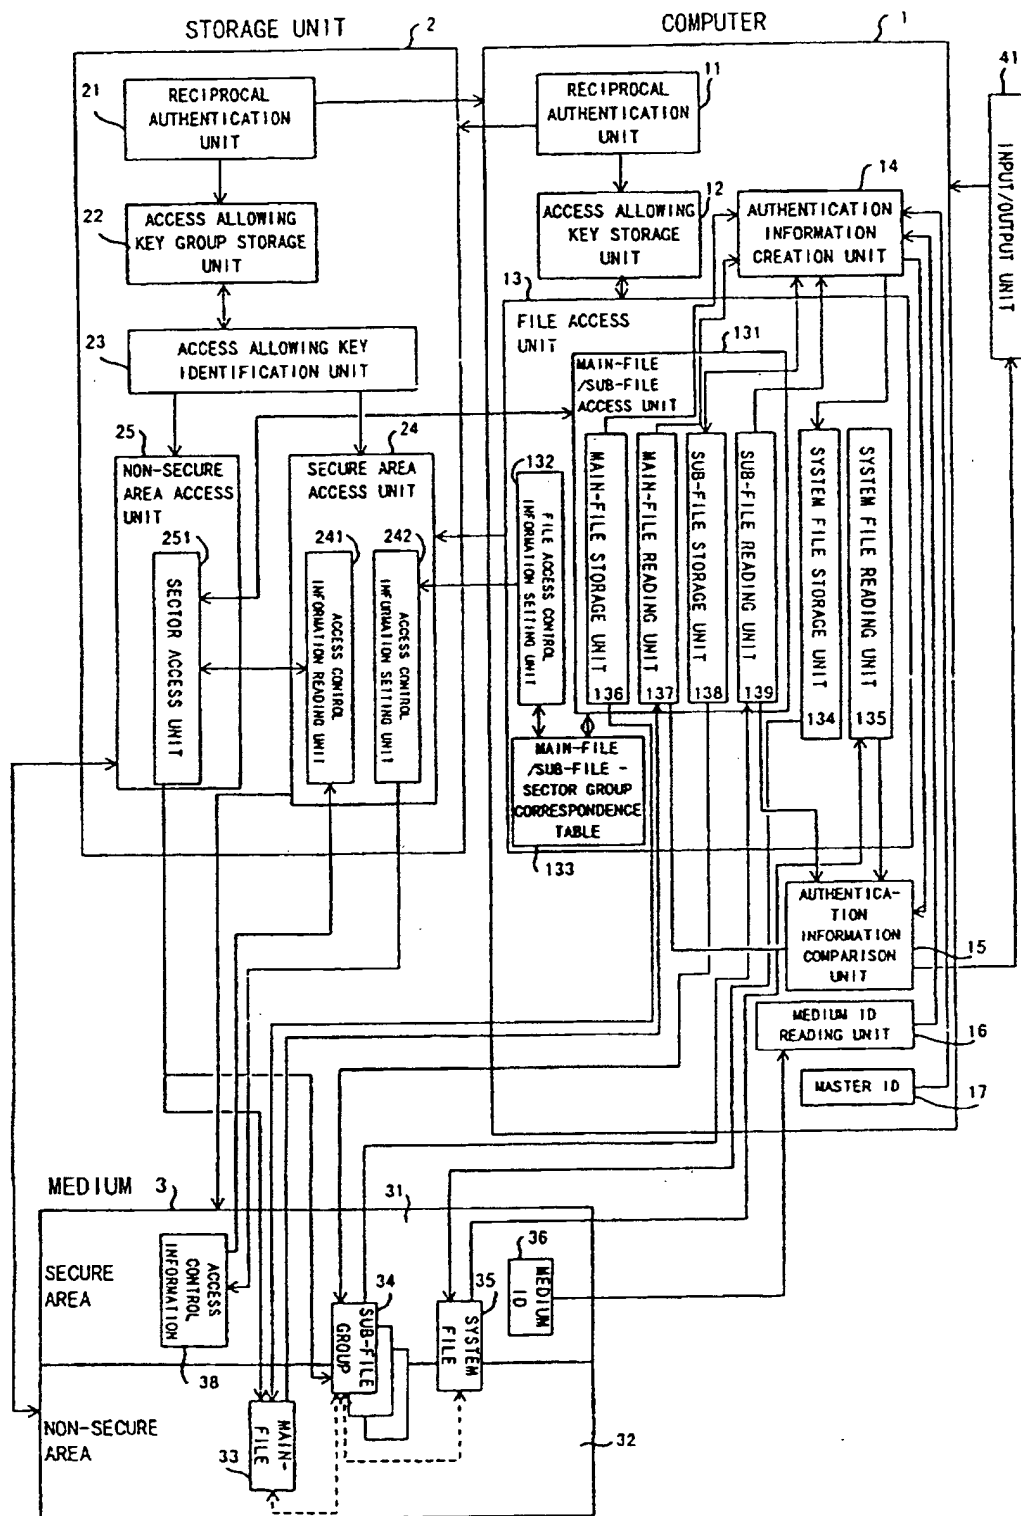 STORAGE UNIT
2
COMPUTER
1
41
INPUT/OUTPUT UNIT
21
RECIPROCAL
AUTHENTICATION
UNIT
11
RECIPROCAL
AUTHENTICATION
UNIT
22
ACCESS ALLOWING
KEY GROUP STORAGE
UNIT
12
ACCESS ALLOWING
KEY STORAGE
UNIT
14
AUTHENTICATION
INFORMATION
CREATION UNIT
23
ACCESS ALLOWING KEY
IDENTIFICATION UNIT
13
FILE ACCESS
UNIT
131
MAIN-FILE
/SUB-FILE
ACCESS UNIT
25
NON-SECURE
AREA ACCESS
UNIT
251
SECTOR ACCESS UNIT
24
SECURE AREA
ACCESS UNIT
241
ACCESS CONTROL
INFORMATION READING UNIT
242
ACCESS CONTROL
INFORMATION SETTING UNIT
132
FILE ACCESS CONTROL
INFORMATION SETTING UNIT
MAIN-FILE STORAGE UNIT
136
MAIN-FILE READING UNIT
137
SUB-FILE STORAGE UNIT
138
SUB-FILE READING UNIT
139
SYSTEM FILE STORAGE UNIT
134
SYSTEM FILE READING UNIT
135
MAIN-FILE
/SUB-FILE -
SECTOR GROUP
CORRESPONDENCE
TABLE
133
AUTHENTICA-
TION
INFORMATION
COMPARISON
UNIT
15
MEDIUM ID
READING UNIT
16
MASTER ID
17
MEDIUM
3
31
SECURE
AREA
ACCESS
CONTROL
INFORMATION
38
34
SUB-FILE
GROUP
35
SYSTEM
FILE
36
MEDIUM
ID
NON-SECURE
AREA
33
MAIN-
FILE
32